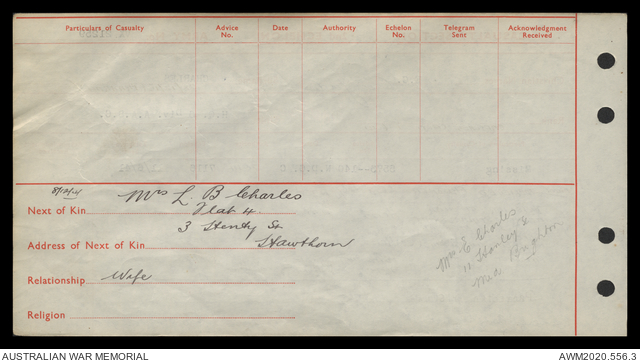 Particulars of Casualty Advice No. Date Authority Echelon No. Telegram Sent Acknowledgment Received
Mrs L. B Charles
Next of Kin Flat 4.
3 Henty St
Address of Next of Kin Hawthorn
Relationship Wife
Religion
Mrs E Charles
11 Stanley St
Brighton
AUSTRALIAN WAR MEMORIAL AWM2020.556.3